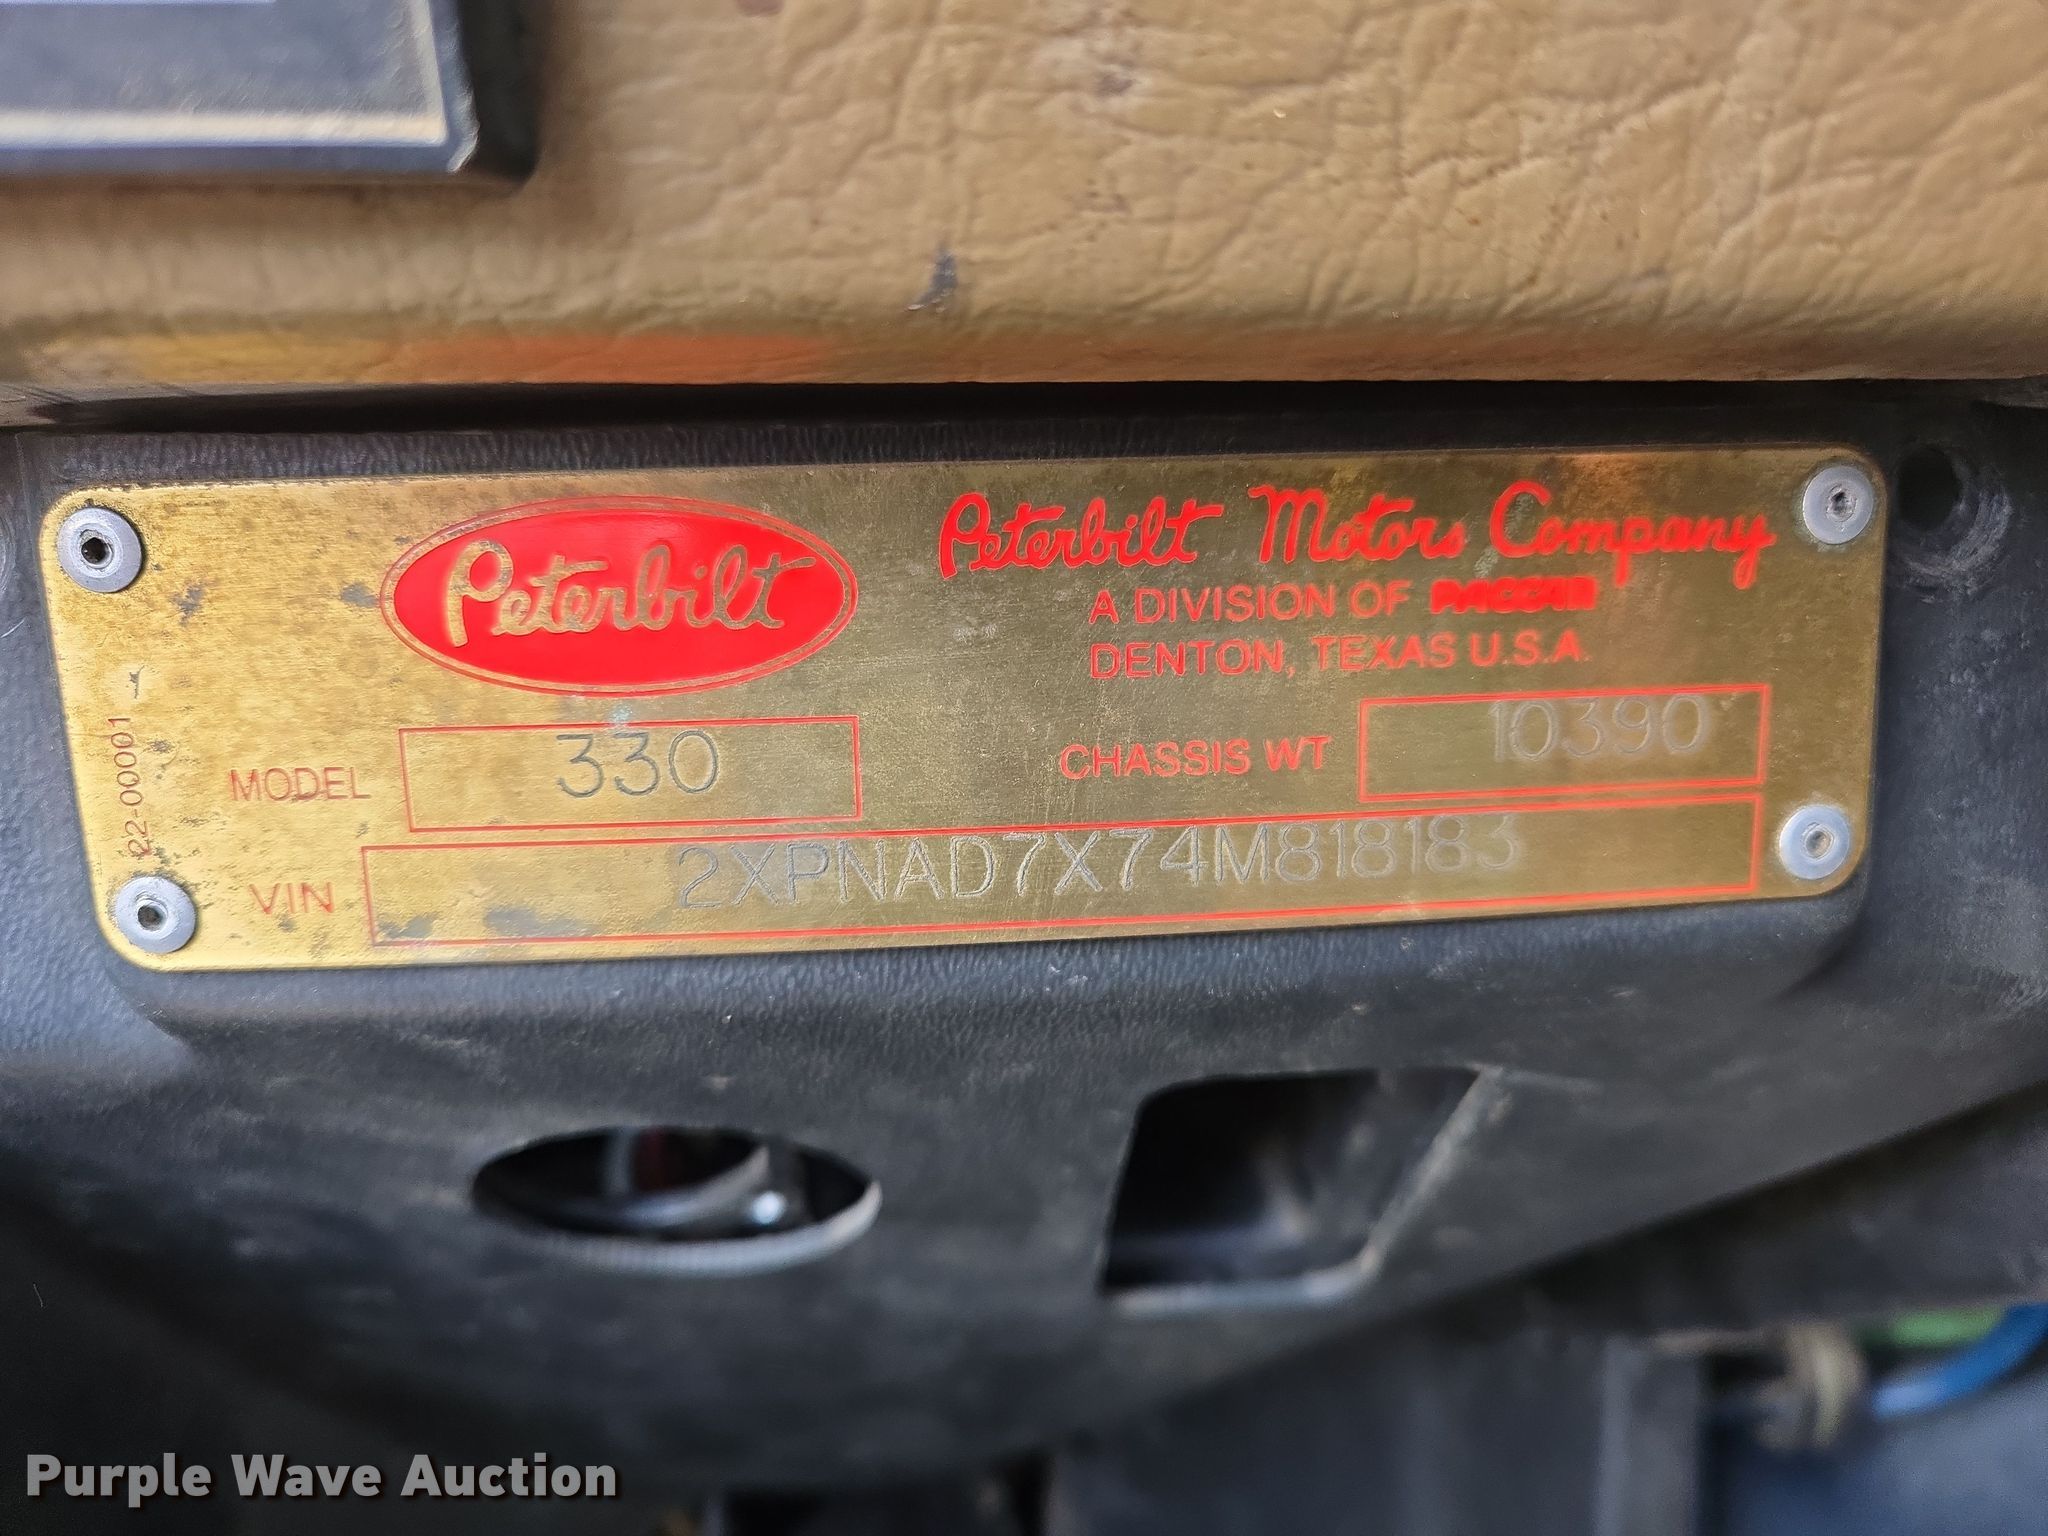 Peterbilt
Peterbilt Motors Company
A DIVISION OF PACCAR
DENTON, TEXAS U.S.A.
MODEL 330
CHASSIS WT 10390
VIN 2XPNAD7X74M818183
22-00001
Purple Wave Auction